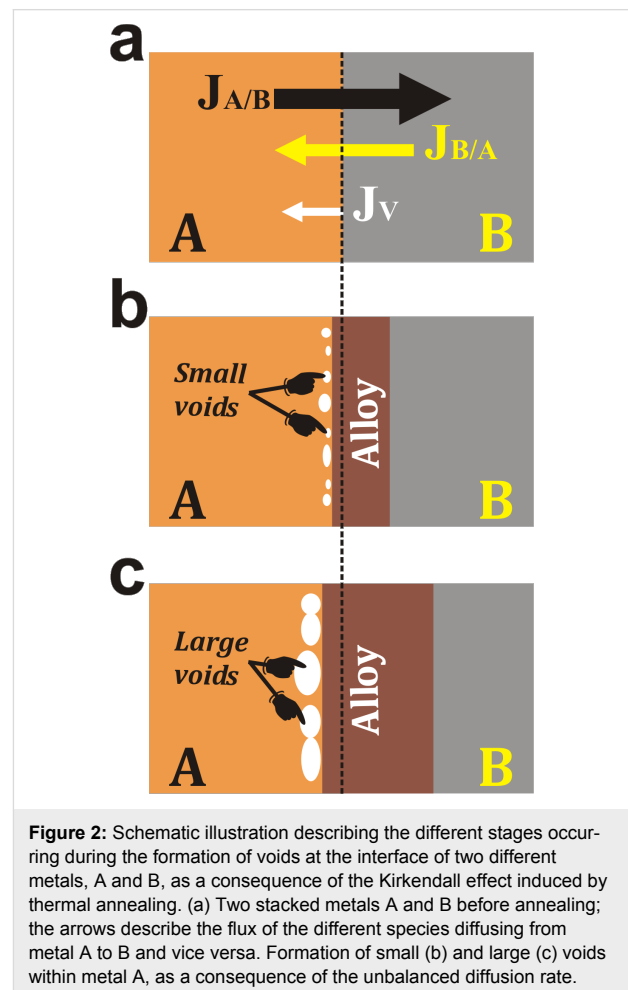 a
JA/B
JB/A
JV
A
B
b
Small
voids
Alloy
A
B
c
Large
voids
Alloy
A
B
Figure 2: Schematic illustration describing the different stages occur-
ring during the formation of voids at the interface of two different
metals, A and B, as a consequence of the Kirkendall effect induced by
thermal annealing. (a) Two stacked metals A and B before annealing;
the arrows describe the flux of the different species diffusing from
metal A to B and vice versa. Formation of small (b) and large (c) voids
within metal A, as a consequence of the unbalanced diffusion rate.